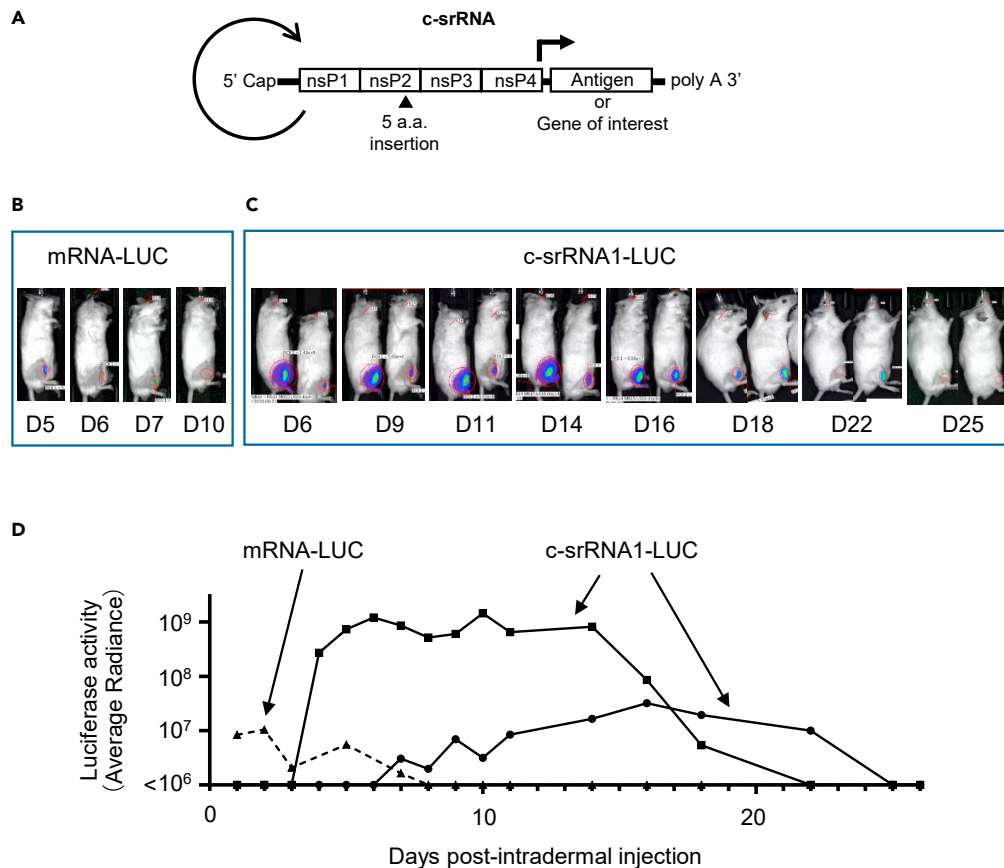 A
c-srRNA
5’ Cap
nsP1 nsP2 nsP3 nsP4
Antigen
poly A 3’
or
Gene of interest
5 a.a.
insertion
B
mRNA-LUC
D5 D6 D7 D10
C
c-srRNA1-LUC
D6 D9 D11 D14 D16 D18 D22 D25
D
mRNA-LUC
c-srRNA1-LUC
Luciferase activity
(Average Radiance)
10⁹
10⁸
10⁷
<10⁶
0 10 20
Days post-intradermal injection